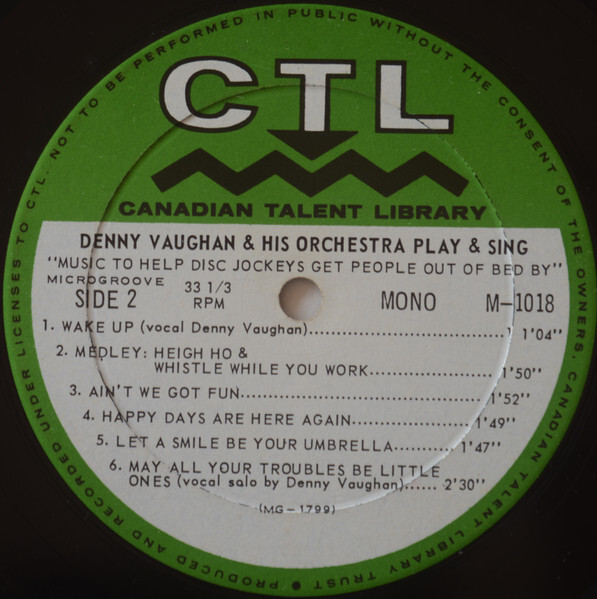 CTL
CANADIAN TALENT LIBRARY
DENNY VAUGHAN & HIS ORCHESTRA PLAY & SING
"MUSIC TO HELP DISC JOCKEYS GET PEOPLE OUT OF BED BY"
MICROGROOVE
SIDE 2 33 1/3 RPM MONO M-1018
1. WAKE UP (vocal Denny Vaughan)........................................ 1'04''
2. MEDLEY: HEIGH HO &
WHISTLE WHILE YOU WORK........................... 1'50''
3. AIN'T WE GOT FUN..................................... 1'52''
4. HAPPY DAYS ARE HERE AGAIN........................ 1'49''
5. LET A SMILE BE YOUR UMBRELLA............... 1'47''
6. MAY ALL YOUR TROUBLES BE LITTLE
ONES (vocal salo by Denny Vaughan)...... 2'30''
(MG-1799)
PRODUCED AND RECORDED UNDER LICENSES TO CTL. NOT TO BE PERFORMED IN PUBLIC WITHOUT THE CONSENT OF THE OWNERS, CANADIAN TALENT LIBRARY TRUST •